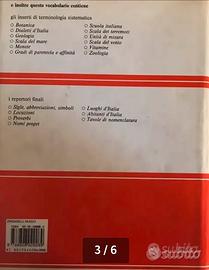 e inoltre questo vocabolario contiene
gli inserti di terminologia sistematica
Botanica
Dialetti d'Italia
Geologia
Scala del mare
Monete
Gradi di parentela e affinità
Scuola italiana
Scala dei terremoti
Unità di misura
Scala del vento
Vitamine
Zoologia
i repertori finali
Sigle, abbreviazioni, simboli
Locuzioni
Proverbi
Nomi propri
Luoghi d'Italia
Abitanti d'Italia
Tavole di nomenclatura
3 / 6
subito